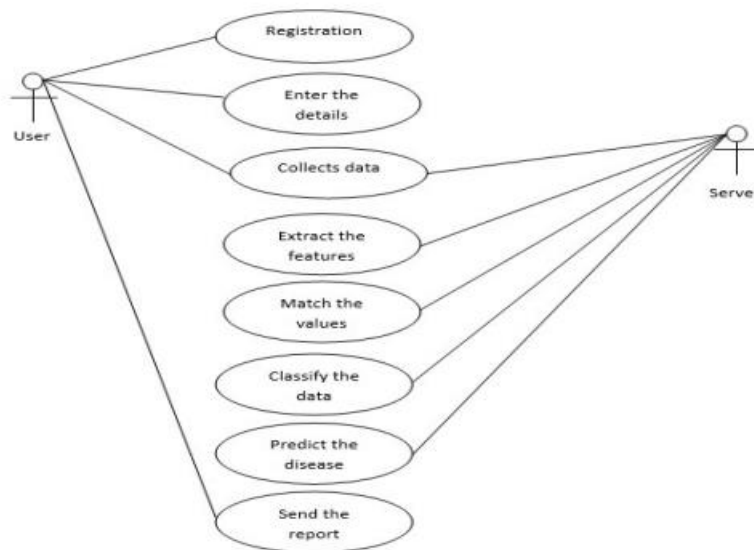 Registration
Enter the
details
User
Collects data
Serve
Extract the
features
Match the
values
Classify the
data
Predict the
disease
Send the
report